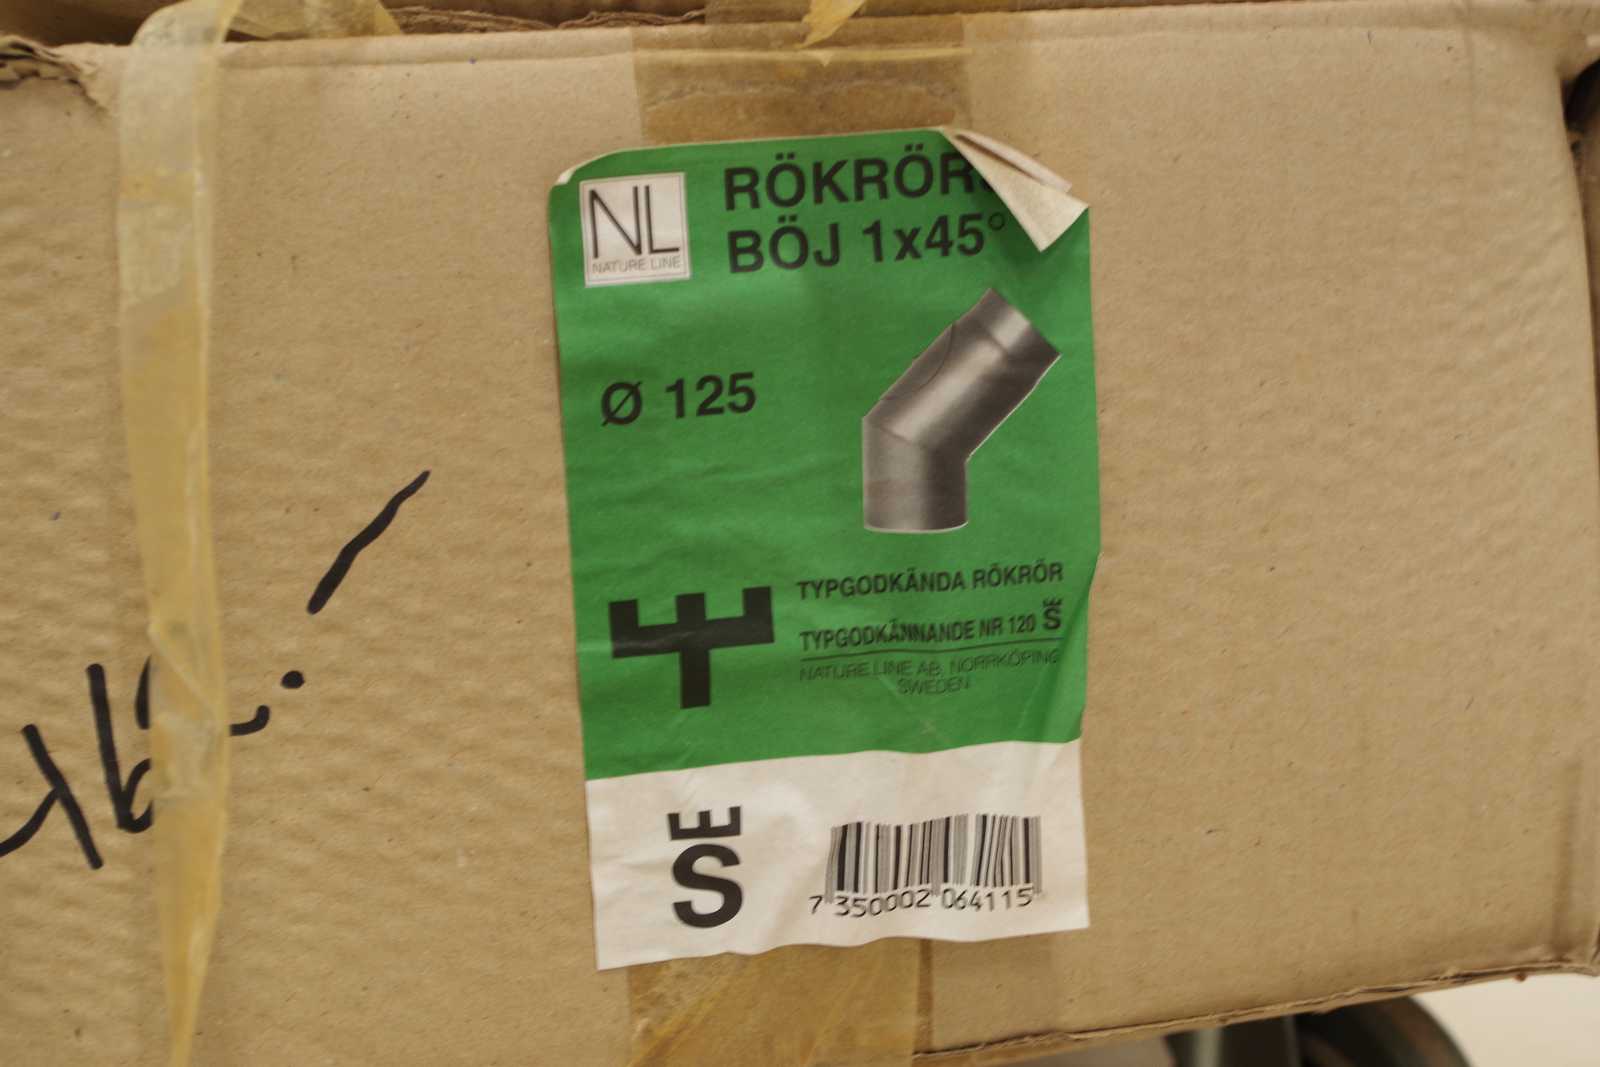 NL
NATURE LINE
RÖKRÖR
BÖJ 1x45°
Ø 125
TYPGODKÄNDA RÖKRÖR
TYPGODKÄNNANDE NR 120
NATURE LINE AB, NORRKÖPING
SWEDEN
7 350002 064115